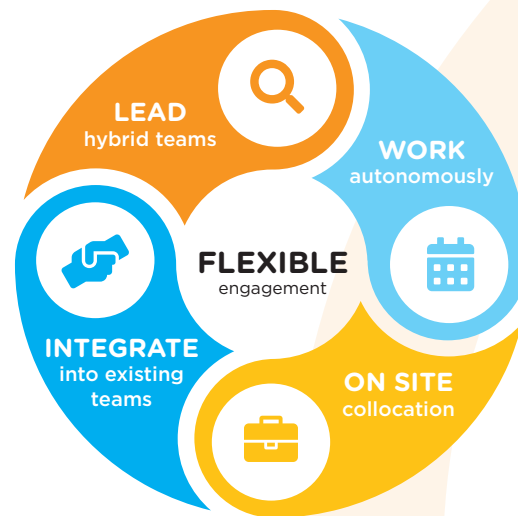 LEAD
hybrid teams
WORK
autonomously
FLEXIBLE
engagement
INTEGRATE
into existing
teams
ON SITE
collocation